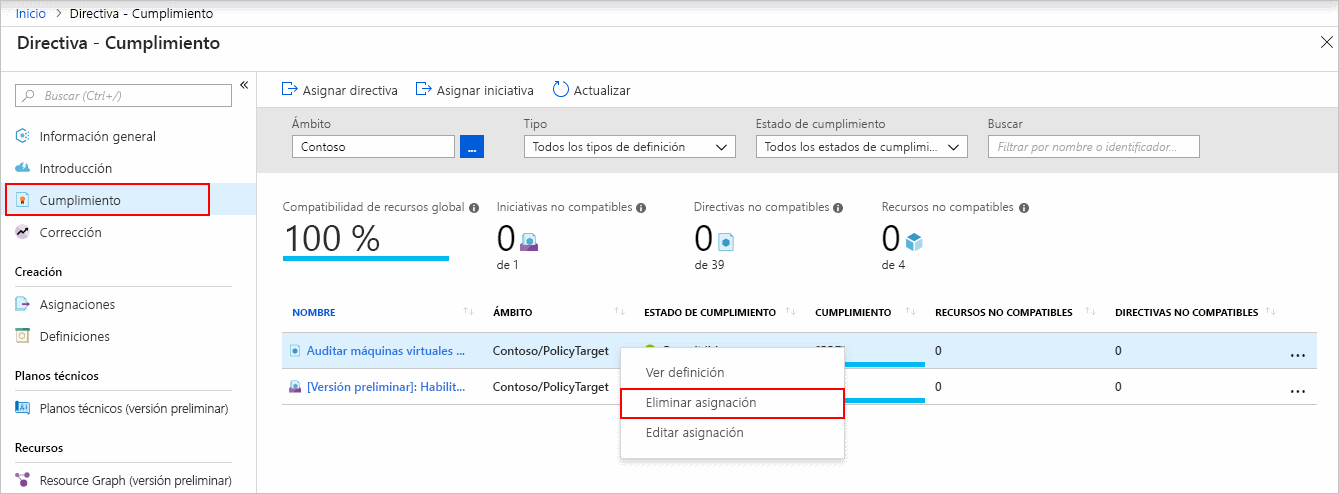 Inicio > Directiva - Cumplimiento
Directiva - Cumplimiento
Buscar (Ctrl+/)
Información general
Introducción
Cumplimiento
Corrección
Creación
Asignaciones
Definiciones
Planos técnicos
Planos técnicos (versión preliminar)
Recursos
Resource Graph (versión preliminar)
Asignar directiva Asignar iniciativa Actualizar
Ámbito Tipo Estado de cumplimiento Buscar
Contoso ... Todos los tipos de definición Todos los estados de cumplimi... Filtrar por nombre o identificador...
Compatibilidad de recursos global Iniciativas no compatibles Directivas no compatibles Recursos no compatibles
100 % 0 0 0
de 1 de 39 de 4
NOMBRE ÁMBITO ESTADO DE CUMPLIMIENTO CUMPLIMIENTO RECURSOS NO COMPATIBLES DIRECTIVAS NO COMPATIBLES
Auditar máquinas virtuales ... Contoso/PolicyTarget 0 0 ...
[Versión preliminar]: Habilit... Contoso/PolicyTarget 0 0 ...
Ver definición
Eliminar asignación
Editar asignación